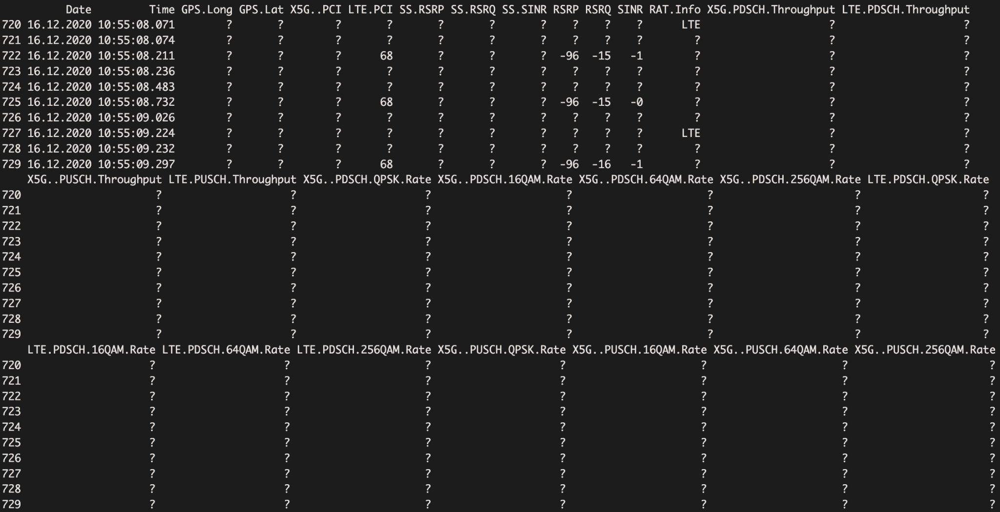 Date Time GPS.Long GPS.Lat X5G..PCI LTE.PCI SS.RSRP SS.RSRQ SS.SINR RSRP RSRQ SINR RAT.Info X5G.PDSCH.Throughput LTE.PDSCH.Throughput
720 16.12.2020 10:55:08.071 ? ? ? ? ? ? ? ? ? ? LTE ? ?
721 16.12.2020 10:55:08.074 ? ? ? ? ? ? ? ? ? ? ? ? ?
722 16.12.2020 10:55:08.211 ? ? ? 68 ? ? ? -96 -15 -1 ? ? ?
723 16.12.2020 10:55:08.236 ? ? ? ? ? ? ? ? ? ? ? ? ?
724 16.12.2020 10:55:08.483 ? ? ? ? ? ? ? ? ? ? ? ? ?
725 16.12.2020 10:55:08.732 ? ? ? 68 ? ? ? -96 -15 -0 ? ? ?
726 16.12.2020 10:55:09.026 ? ? ? ? ? ? ? ? ? ? ? ? ?
727 16.12.2020 10:55:09.224 ? ? ? ? ? ? ? ? ? ? LTE ? ?
728 16.12.2020 10:55:09.232 ? ? ? ? ? ? ? ? ? ? ? ? ?
729 16.12.2020 10:55:09.297 ? ? ? 68 ? ? ? -96 -16 -1 ? ? ?
X5G..PUSCH.Throughput LTE.PUSCH.Throughput X5G..PDSCH.QPSK.Rate X5G..PDSCH.16QAM.Rate X5G..PDSCH.64QAM.Rate X5G..PDSCH.256QAM.Rate LTE.PDSCH.QPSK.Rate
720 ? ? ? ? ? ? ?
721 ? ? ? ? ? ? ?
722 ? ? ? ? ? ? ?
723 ? ? ? ? ? ? ?
724 ? ? ? ? ? ? ?
725 ? ? ? ? ? ? ?
726 ? ? ? ? ? ? ?
727 ? ? ? ? ? ? ?
728 ? ? ? ? ? ? ?
729 ? ? ? ? ? ? ?
LTE.PDSCH.16QAM.Rate LTE.PDSCH.64QAM.Rate LTE.PDSCH.256QAM.Rate X5G..PUSCH.QPSK.Rate X5G..PUSCH.16QAM.Rate X5G..PUSCH.64QAM.Rate X5G..PUSCH.256QAM.Rate
720 ? ? ? ? ? ? ?
721 ? ? ? ? ? ? ?
722 ? ? ? ? ? ? ?
723 ? ? ? ? ? ? ?
724 ? ? ? ? ? ? ?
725 ? ? ? ? ? ? ?
726 ? ? ? ? ? ? ?
727 ? ? ? ? ? ? ?
728 ? ? ? ? ? ? ?
729 ? ? ? ? ? ? ?